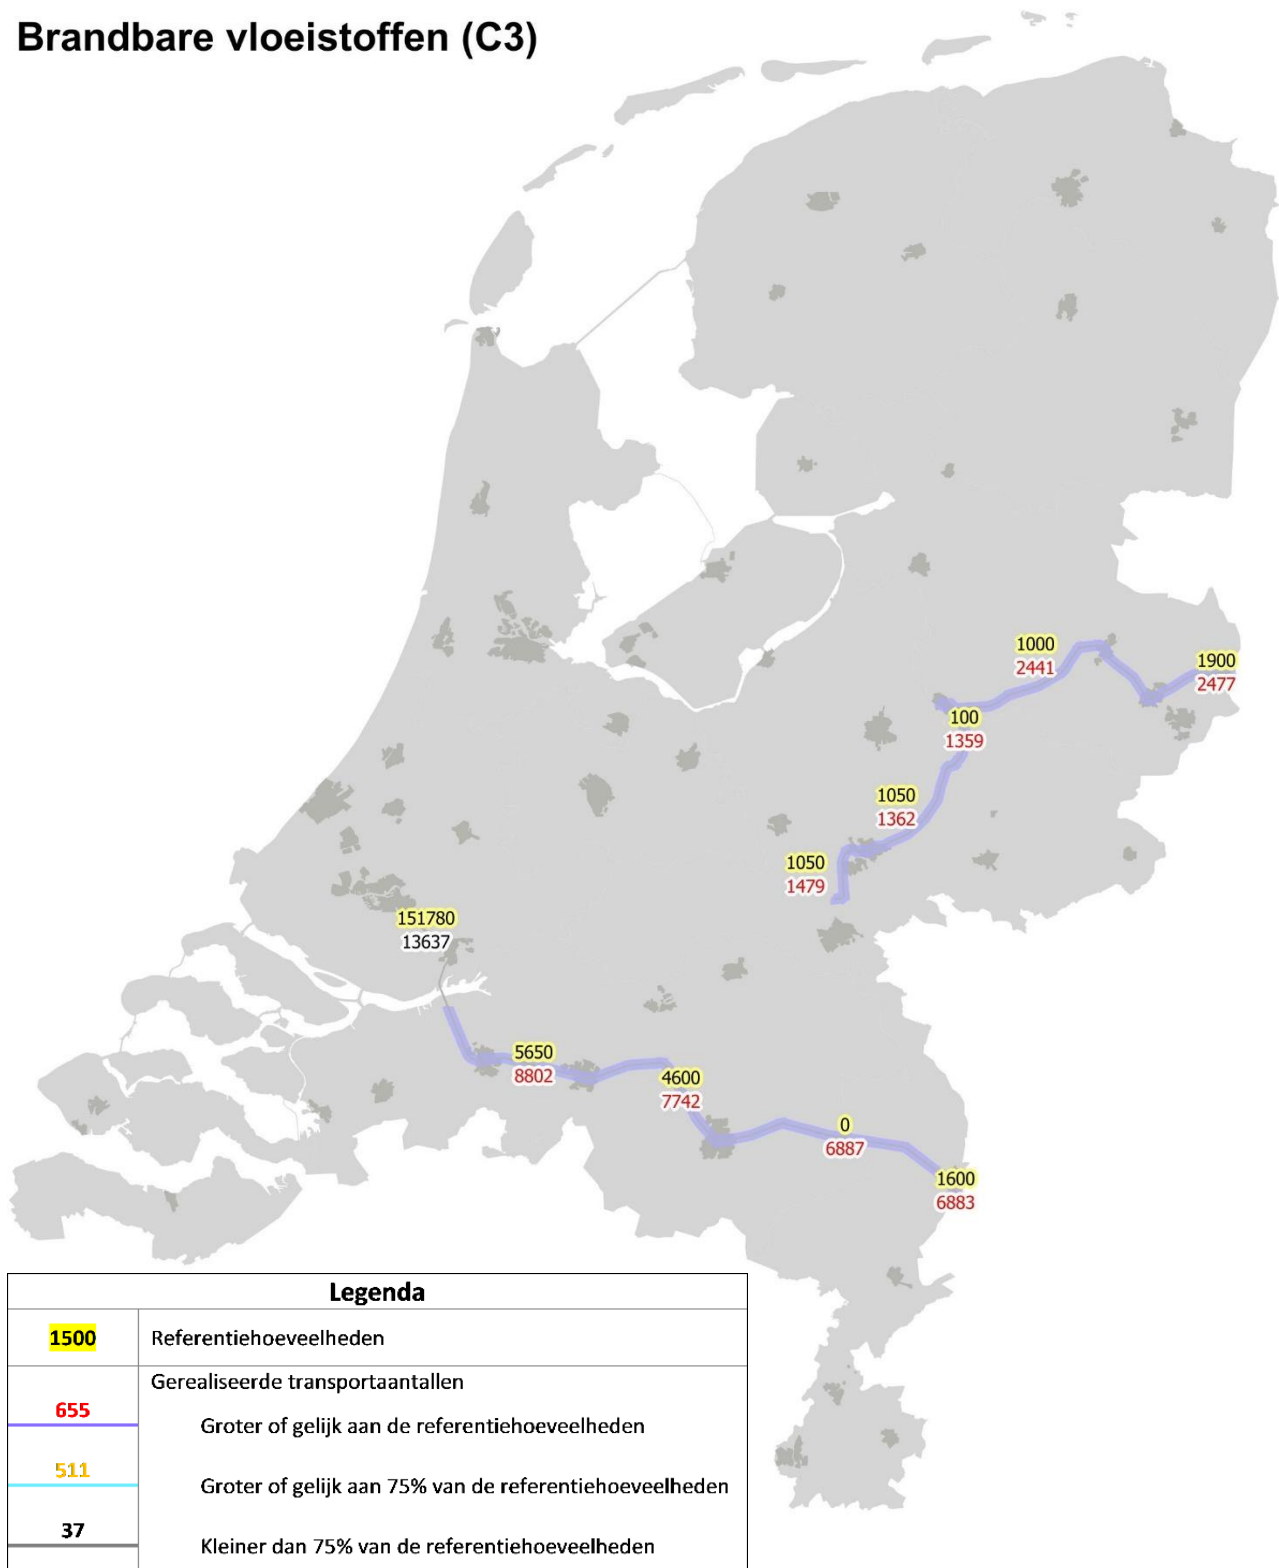 Brandbare vloeistoffen (C3)
1000
2441
1900
2477
100
1359
1050
1362
1050
1479
151780
13637
5650
8802
4600
7742
0
6887
1600
6883
Legenda
1500 Referentiehoeveelheden
Gerealiseerde transportaantallen
655 Groter of gelijk aan de referentiehoeveelheden
511 Groter of gelijk aan 75% van de referentiehoeveelheden
37 Kleiner dan 75% van de referentiehoeveelheden